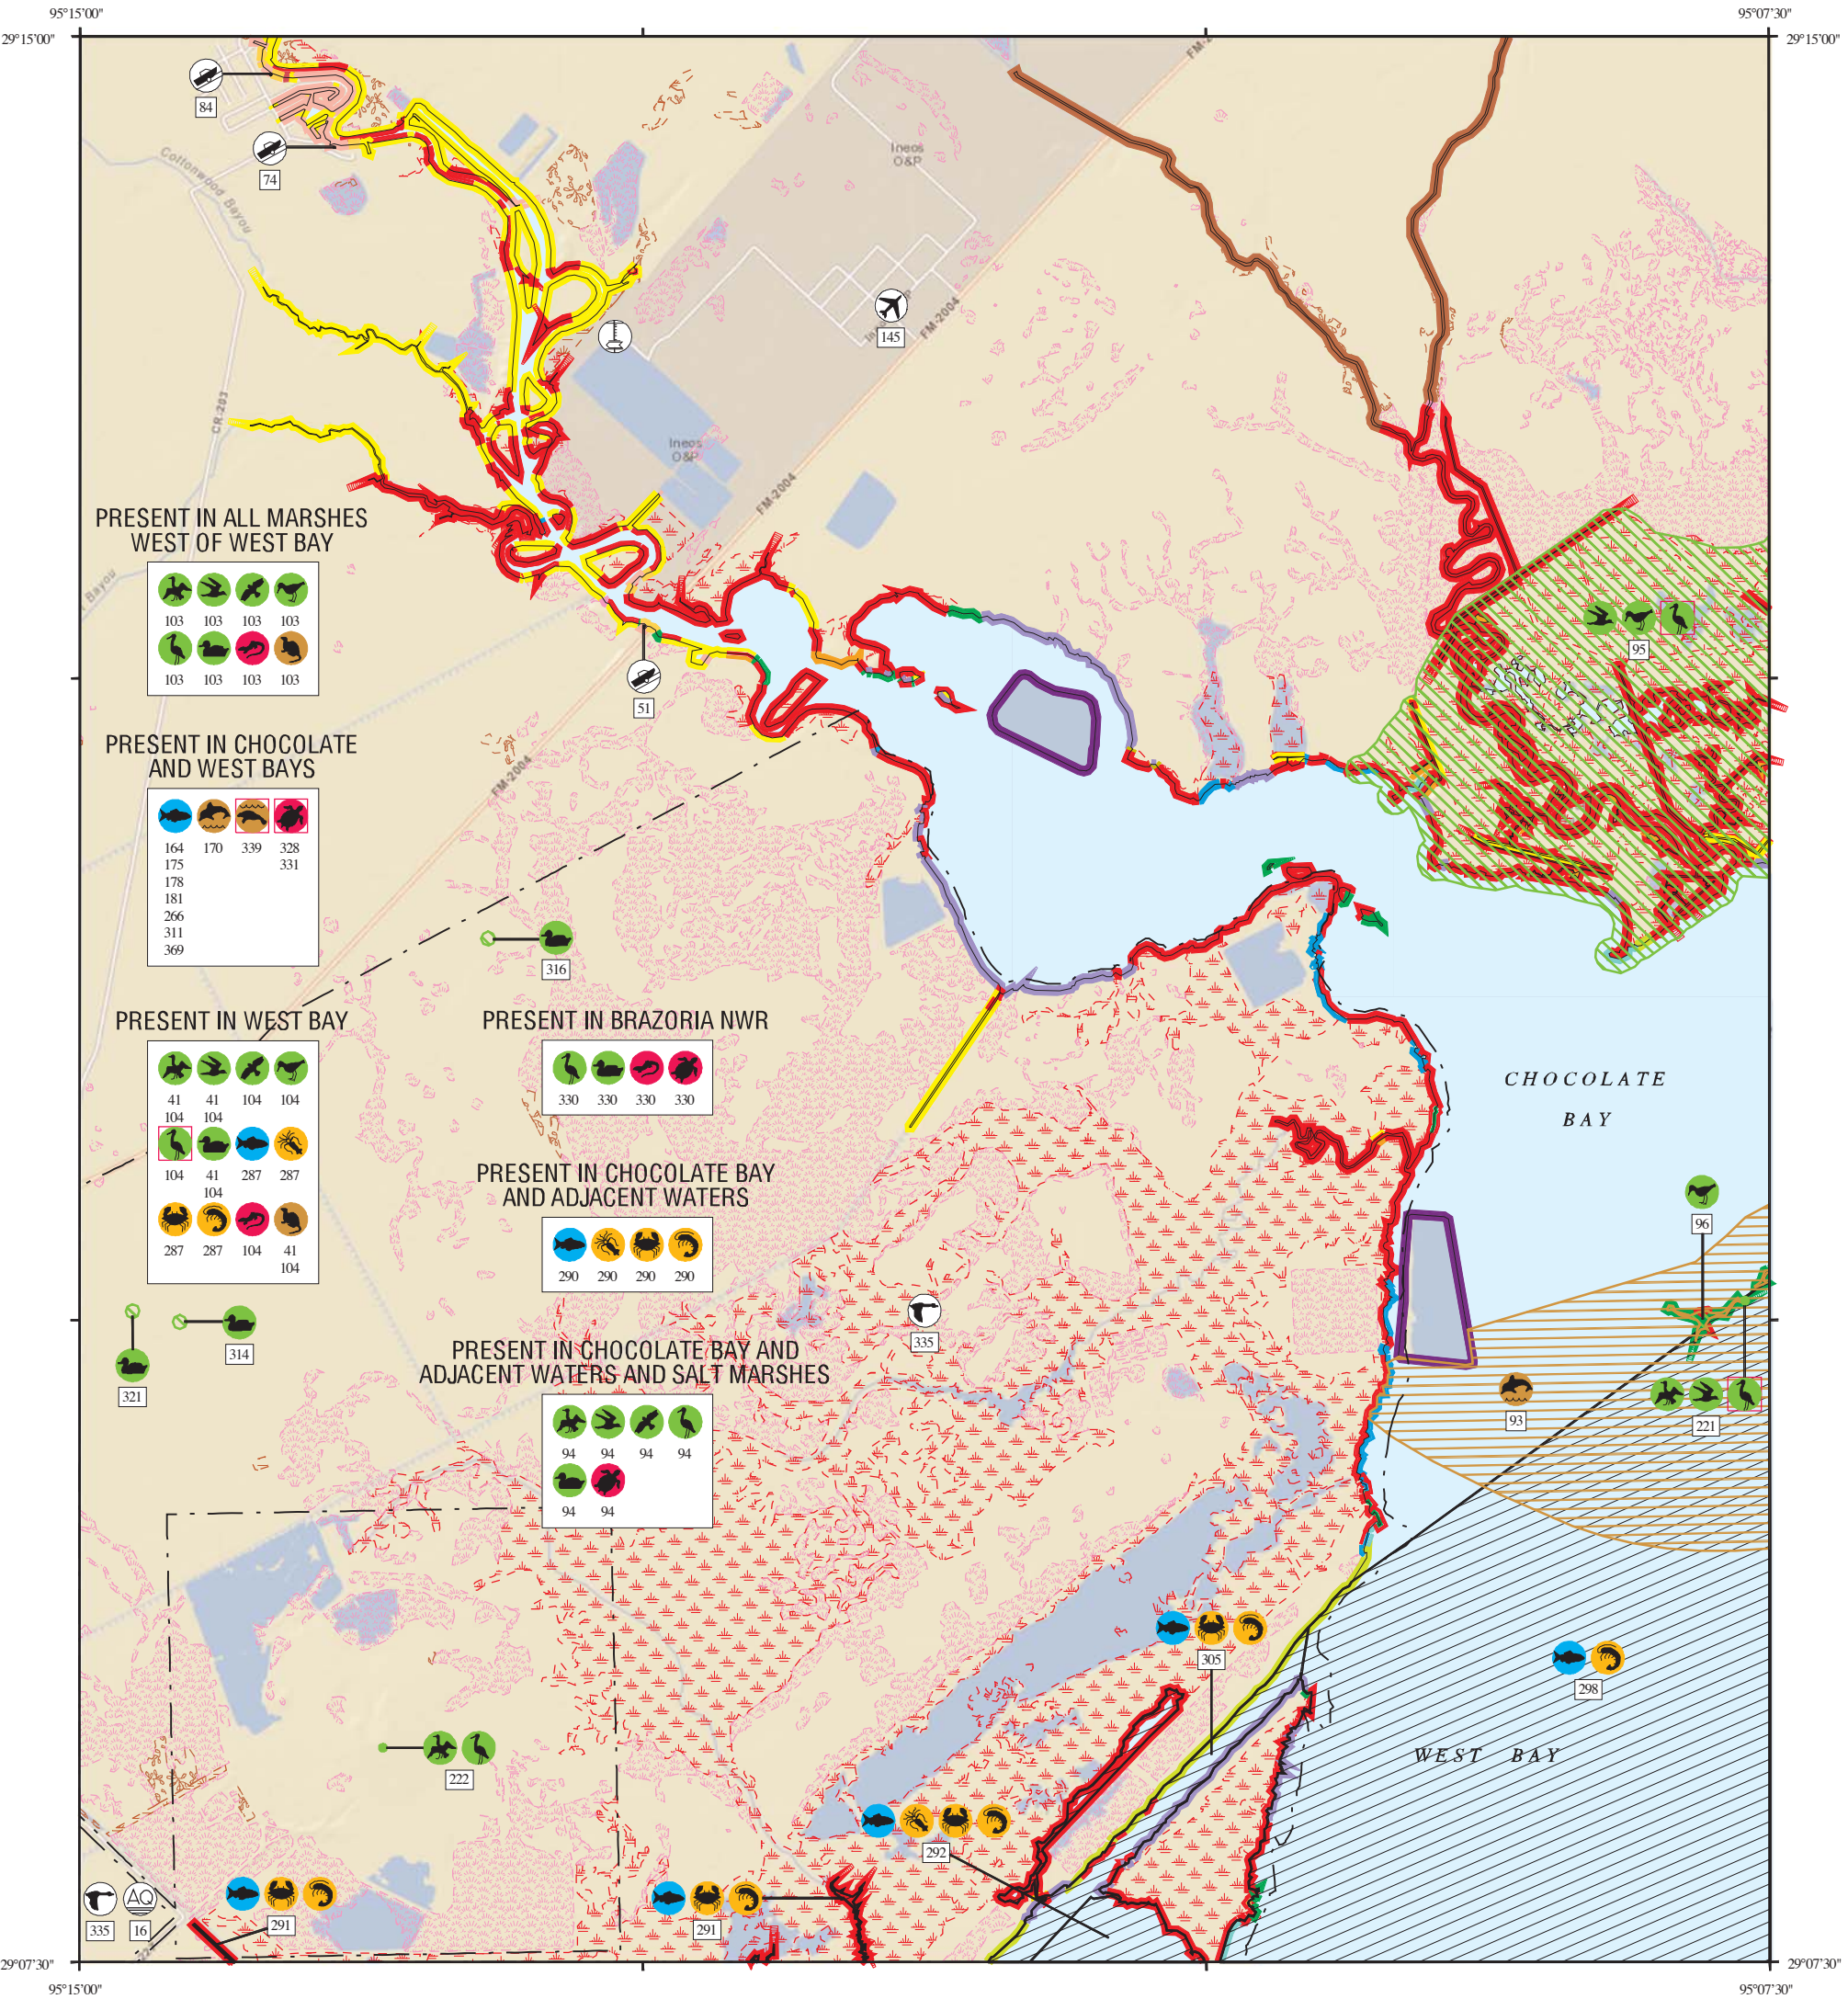 95°15'00"
95°07'30"
29°15'00"
29°15'00"
84
74
Cottonwood Bayou
FM-2
Ineos
O&P
145
FM-2004
CR-203
Ineos
O&P
FM-2004
PRESENT IN ALL MARSHES
WEST OF WEST BAY
103 103 103 103
103 103 103 103
Bayou
95
51
FM-2004
PRESENT IN CHOCOLATE
AND WEST BAYS
164 170 339 328
175 331
178
181
266
311
369
316
PRESENT IN WEST BAY
41 41 104 104
104 104
104 41 287 287
104
287 287 104 41
104
PRESENT IN BRAZORIA NWR
330 330 330 330
CHOCOLATE
BAY
PRESENT IN CHOCOLATE BAY
AND ADJACENT WATERS
290 290 290 290
96
335
314
321
PRESENT IN CHOCOLATE BAY AND
ADJACENT WATERS AND SALT MARSHES
94 94 94 94
94 94
93
221
305
298
WEST BAY
222
292
AQ
335 16
291
291
29°07'30"
29°07'30"
95°15'00"
95°07'30"